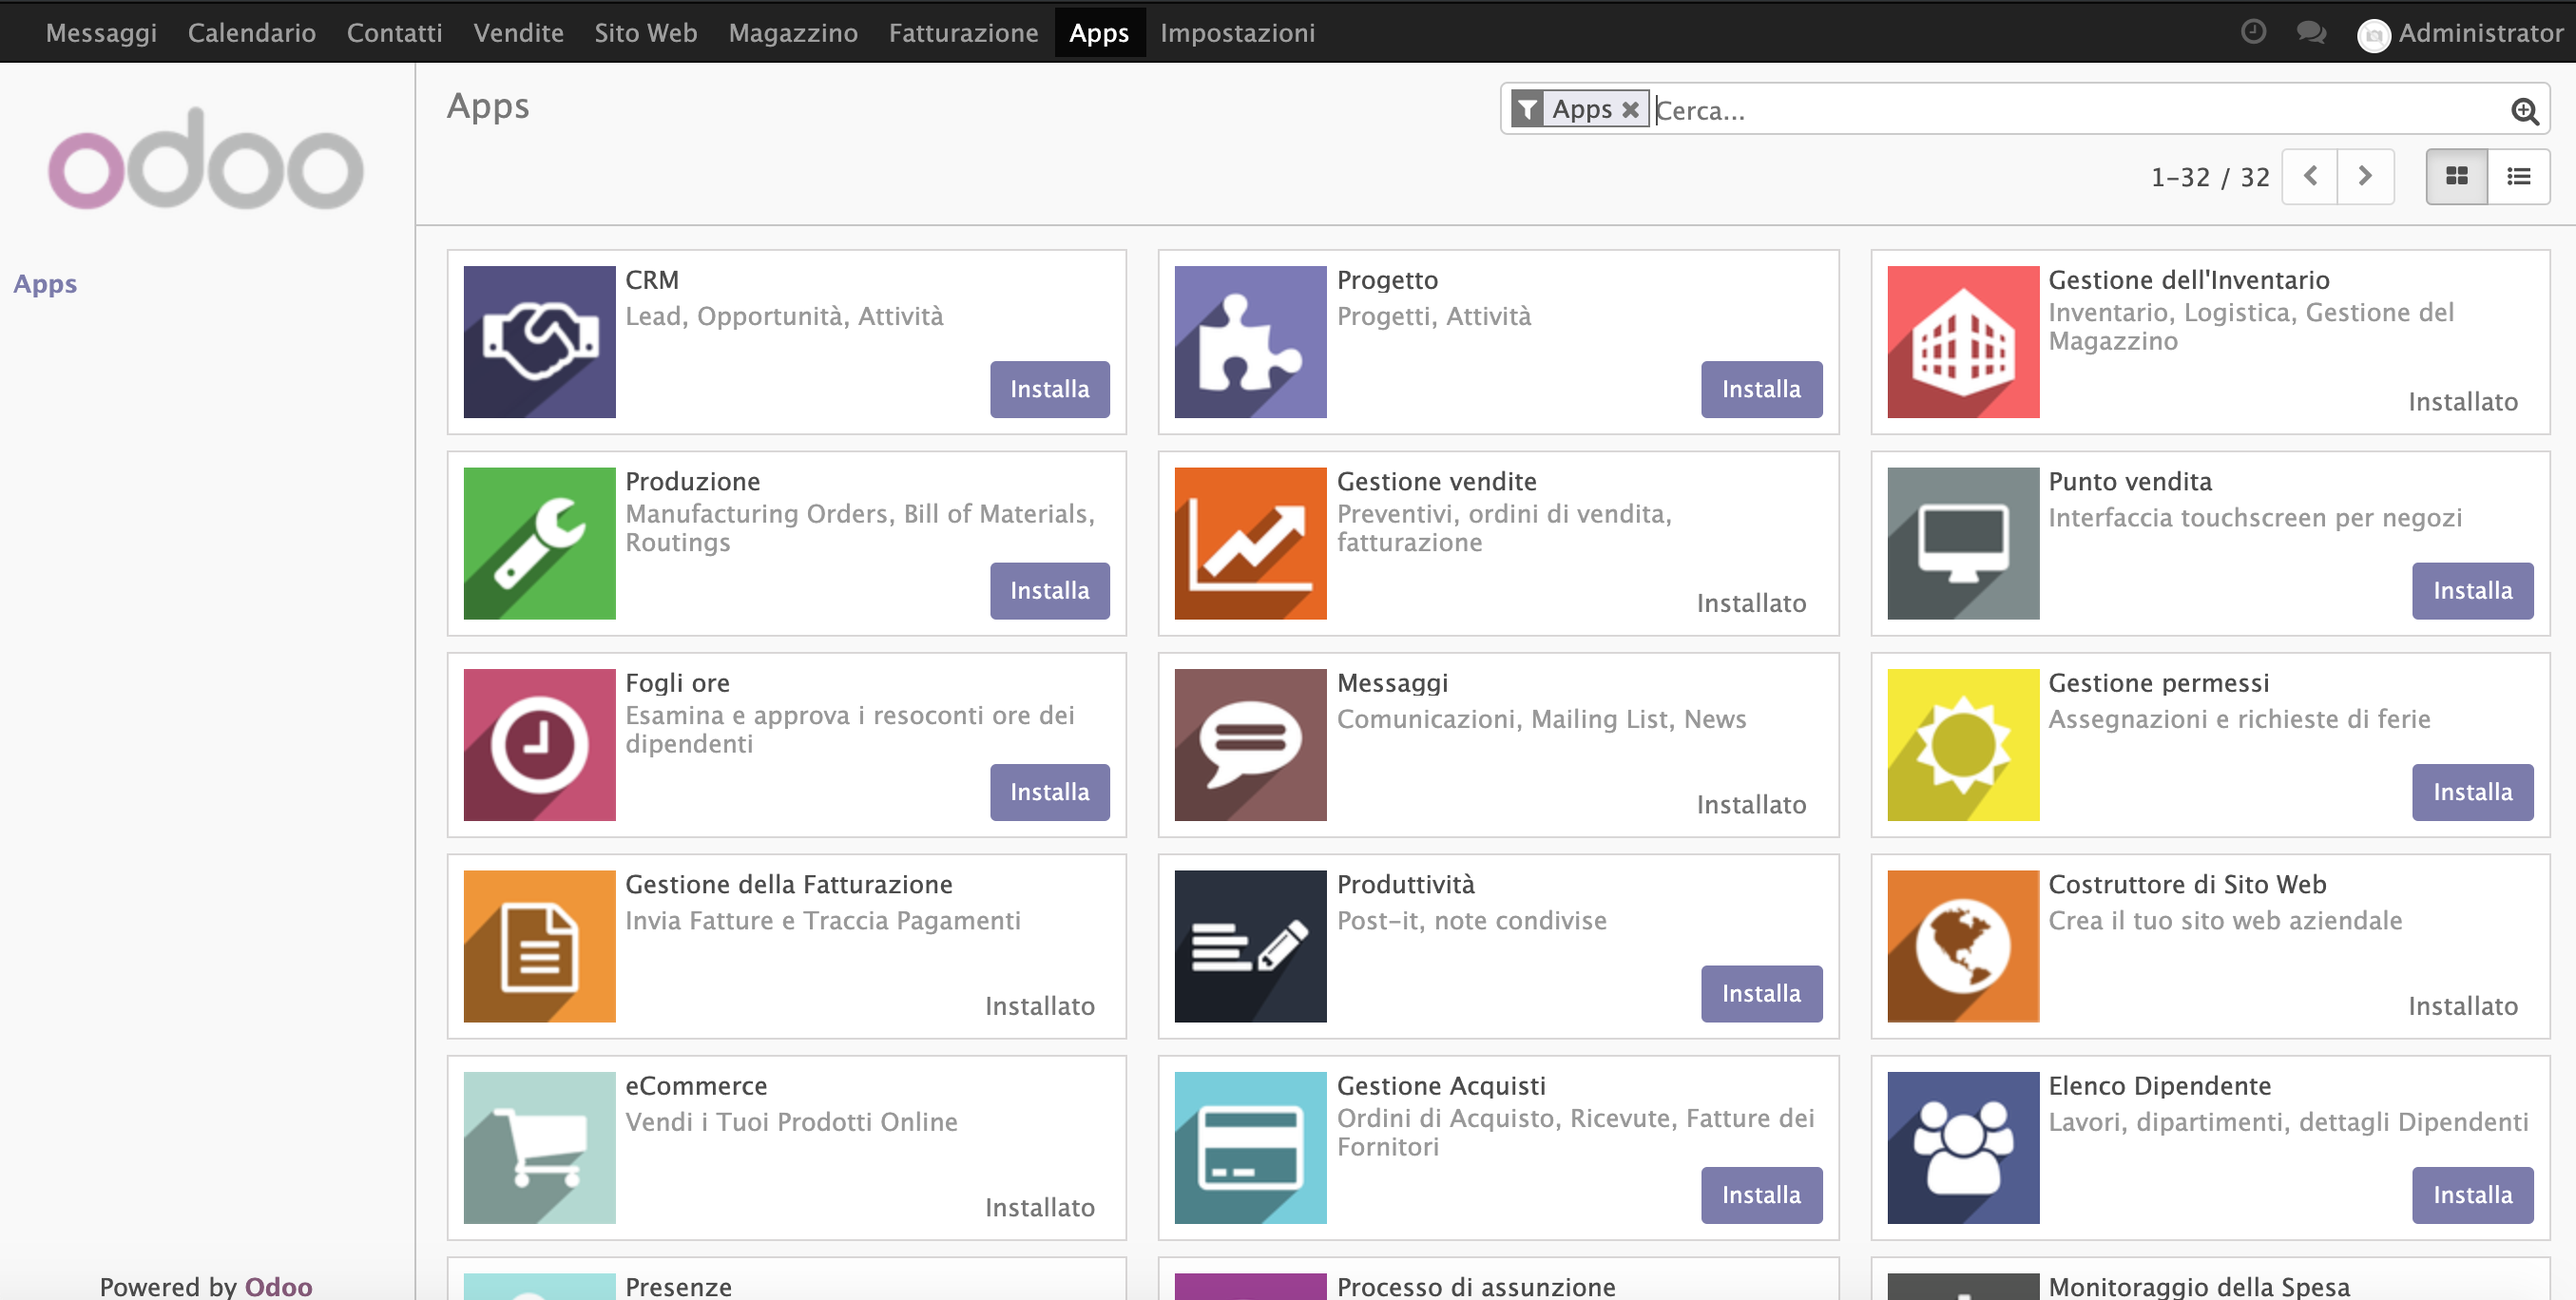 Messaggi Calendario Contatti Vendite Sito Web Magazzino Fatturazione Apps Impostazioni Administrator
odoo
Apps
Apps Cerca...
1-32 / 32
Apps
CRM
Lead, Opportunità, Attività
Installa
Progetto
Progetti, Attività
Installa
Gestione dell'Inventario
Inventario, Logistica, Gestione del
Magazzino
Installato
Produzione
Manufacturing Orders, Bill of Materials,
Routings
Installa
Gestione vendite
Preventivi, ordini di vendita,
fatturazione
Installato
Punto vendita
Interfaccia touchscreen per negozi
Installa
Fogli ore
Esamina e approva i resoconti ore dei
dipendenti
Installa
Messaggi
Comunicazioni, Mailing List, News
Installato
Gestione permessi
Assegnazioni e richieste di ferie
Installa
Gestione della Fatturazione
Invia Fatture e Traccia Pagamenti
Installato
Produttività
Post-it, note condivise
Installa
Costruttore di Sito Web
Crea il tuo sito web aziendale
Installato
eCommerce
Vendi i Tuoi Prodotti Online
Installato
Gestione Acquisti
Ordini di Acquisto, Ricevute, Fatture dei
Fornitori
Installa
Elenco Dipendente
Lavori, dipartimenti, dettagli Dipendenti
Installa
Presenze
Processo di assunzione
Monitoraggio della Spesa
Powered by Odoo